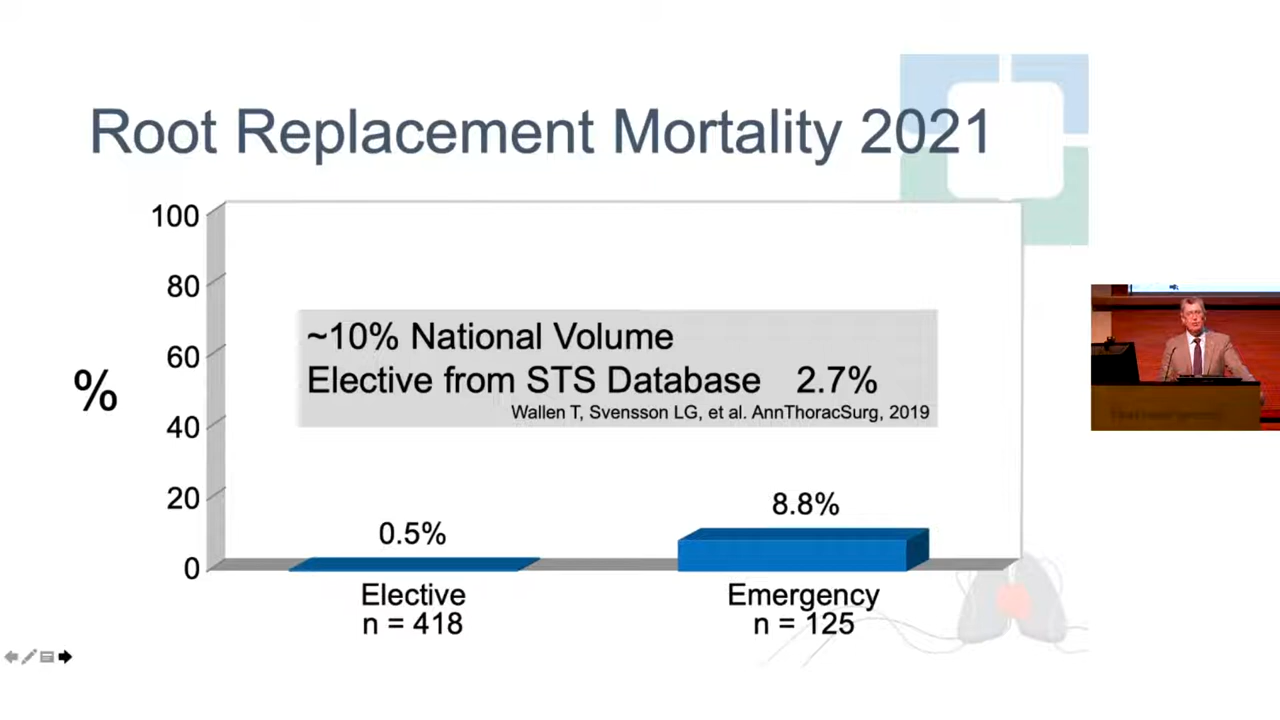 Root Replacement Mortality 2021
100
80
60
40
20
0
%
~10% National Volume
Elective from STS Database 2.7%
Wallen T, Svensson LG, et al. AnnThoracSurg, 2019
0.5%
8.8%
Elective
n = 418
Emergency
n = 125